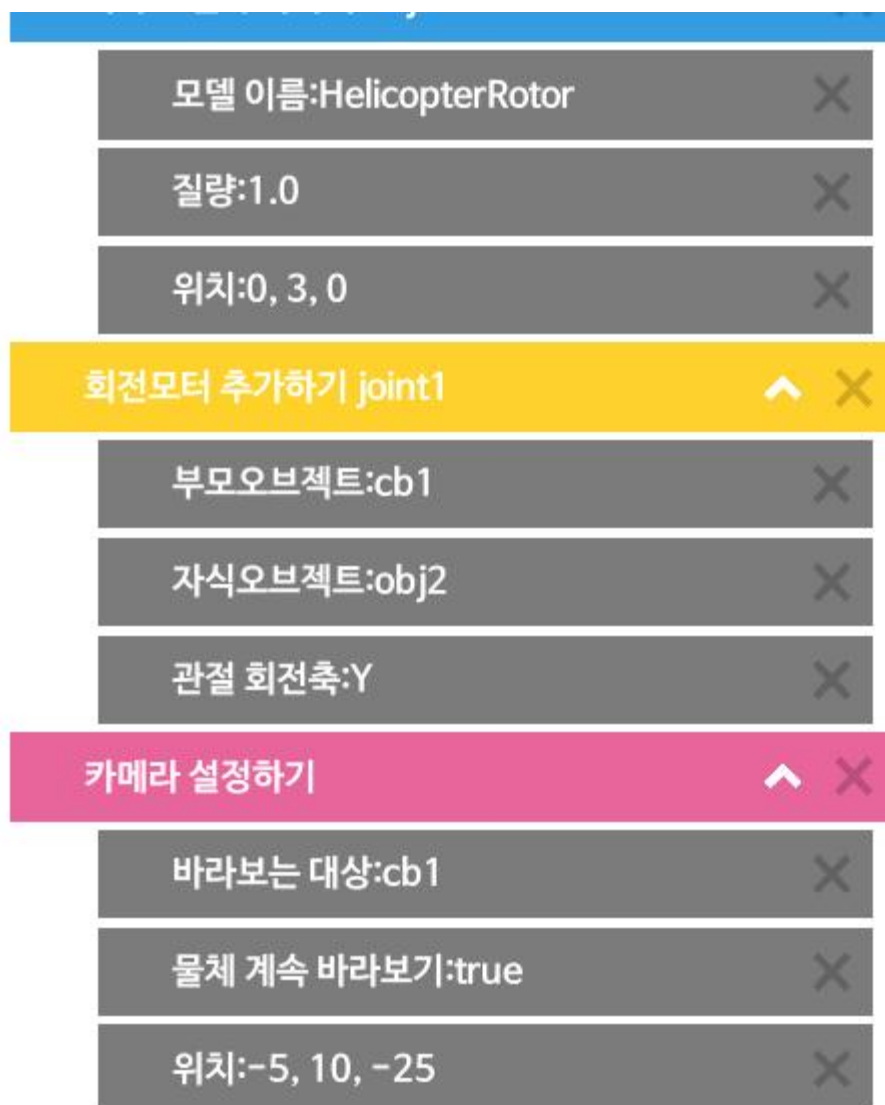 모델 이름:HelicopterRotor
질량:1.0
위치:0, 3, 0
회전모터 추가하기 joint1
부모오브젝트:cb1
자식오브젝트:obj2
관절 회전축:Y
카메라 설정하기
바라보는 대상:cb1
물체 계속 바라보기:true
위치:-5, 10, -25